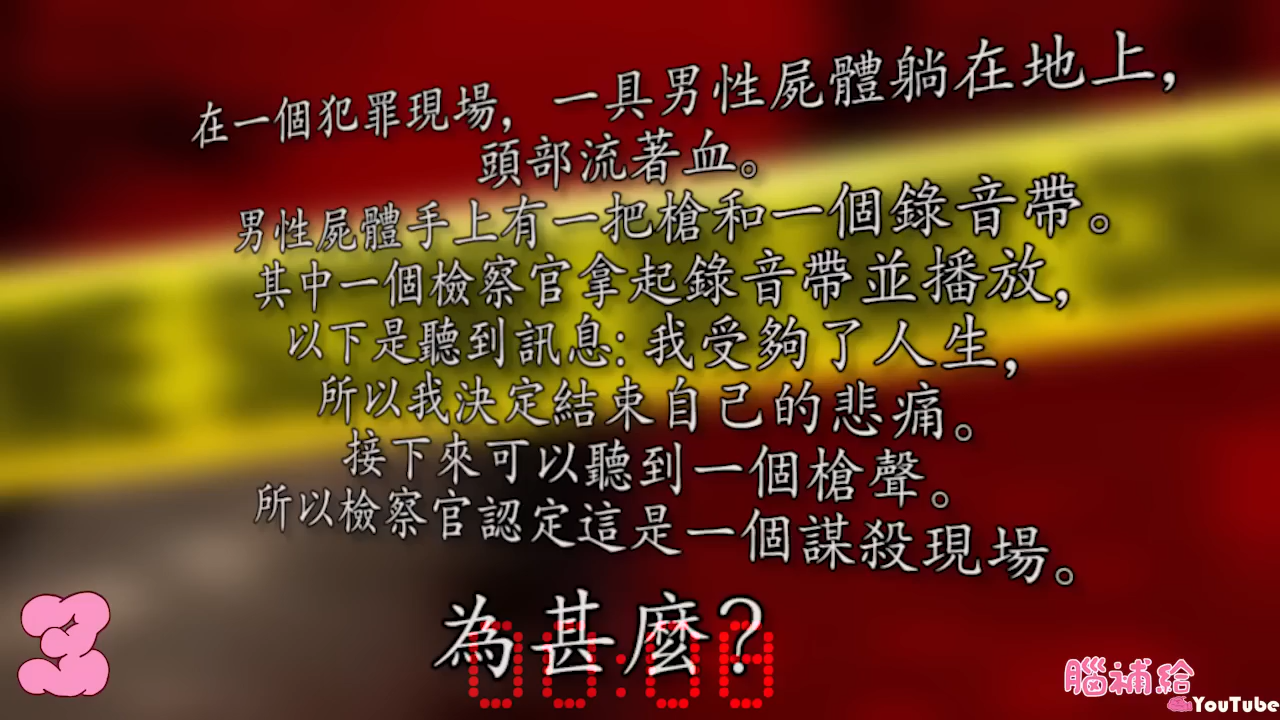 在一個犯罪現場，一具男性屍體躺在地上，
頭部流著血。
男性屍體手上有一把槍和一個錄音帶。
其中一個檢察官拿起錄音帶並播放，
以下是聽到訊息: 我受夠了人生，
所以我決定結束自己的悲痛。
接下來可以聽到一個槍聲。
所以檢察官認定這是一個謀殺現場。
為甚麼?
3
腦補給
YouTube